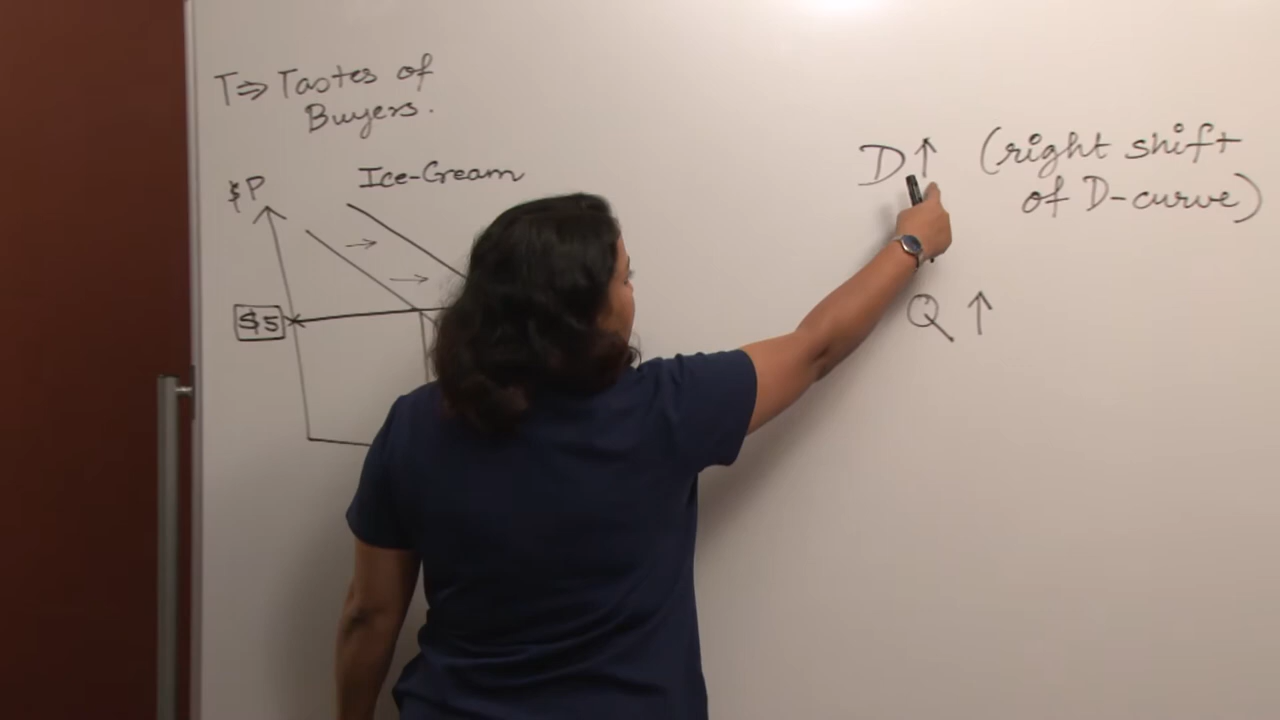 T⇒ Tastes of
Buyers.
Ice-Cream
$P
$5
D↑ (right shift
of D-curve)
Q ↑